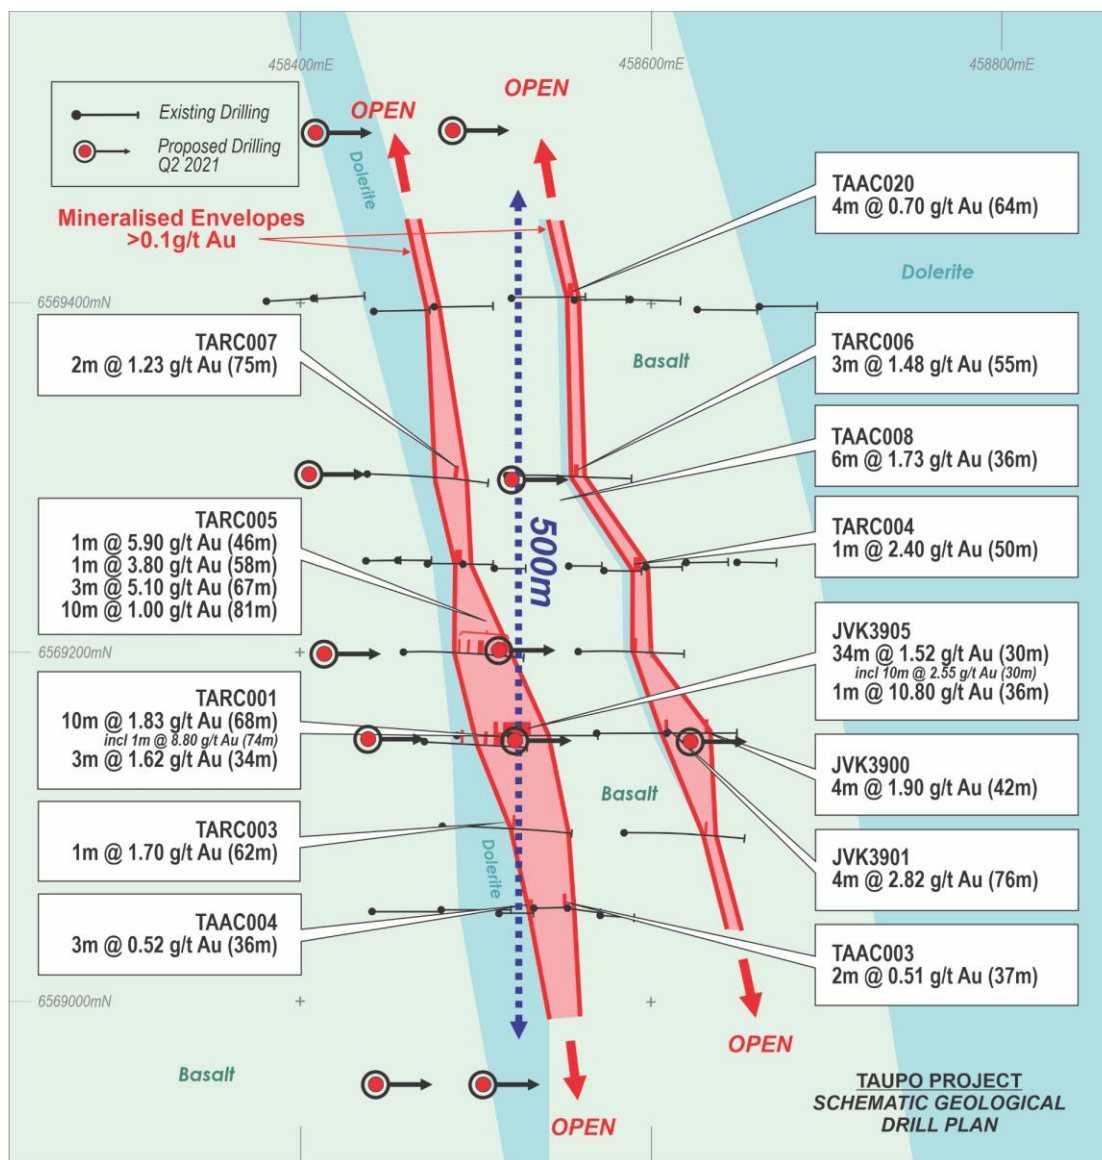 458400mE
458600mE
458800mE
Existing Drilling
Proposed Drilling
Q2 2021
OPEN
OPEN
Dolerite
Mineralised Envelopes
>0.1g/t Au
TAAC020
4m @ 0.70 g/t Au (64m)
Dolerite
6569400mN
TARC007
2m @ 1.23 g/t Au (75m)
Basalt
TARC006
3m @ 1.48 g/t Au (55m)
TAAC008
6m @ 1.73 g/t Au (36m)
TARC005
1m @ 5.90 g/t Au (46m)
1m @ 3.80 g/t Au (58m)
3m @ 5.10 g/t Au (67m)
10m @ 1.00 g/t Au (81m)
500m
TARC004
1m @ 2.40 g/t Au (50m)
6569200mN
JVK3905
34m @ 1.52 g/t Au (30m)
incl 10m @ 2.55 g/t Au (30m)
1m @ 10.80 g/t Au (36m)
TARC001
10m @ 1.83 g/t Au (68m)
incl 1m @ 8.80 g/t Au (74m)
3m @ 1.62 g/t Au (34m)
JVK3900
4m @ 1.90 g/t Au (42m)
Basalt
TARC003
1m @ 1.70 g/t Au (62m)
Dolerite
JVK3901
4m @ 2.82 g/t Au (76m)
TAAC004
3m @ 0.52 g/t Au (36m)
TAAC003
2m @ 0.51 g/t Au (37m)
6569000mN
OPEN
Basalt
OPEN
TAUPO PROJECT
SCHEMATIC GEOLOGICAL
DRILL PLAN